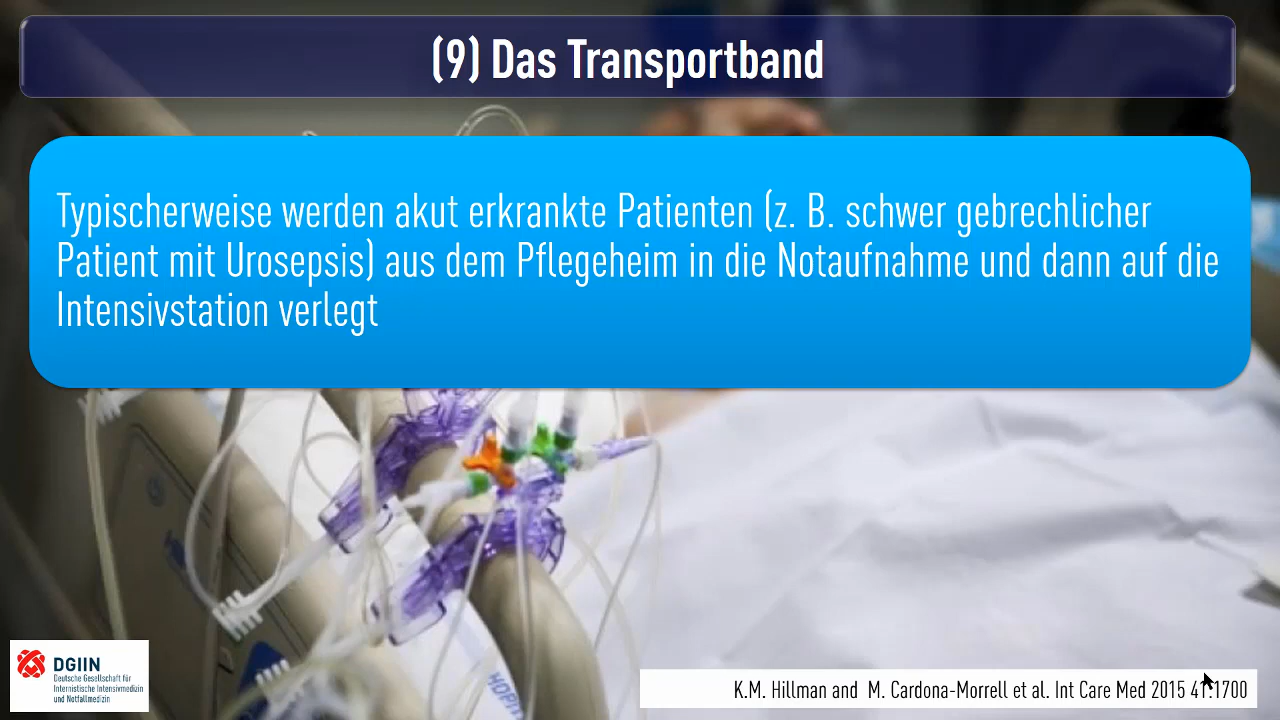 (9) Das Transportband
Typischerweise werden akut erkrankte Patienten (z. B. schwer gebrechlicher
Patient mit Urosepsis) aus dem Pflegeheim in die Notaufnahme und dann auf die
Intensivstation verlegt
DGIIN
Deutsche Gesellschaft für
Internistische Intensivmedizin
und Notfallmedizin
K.M. Hillman and M. Cardona-Morrell et al. Int Care Med 2015 41:1700